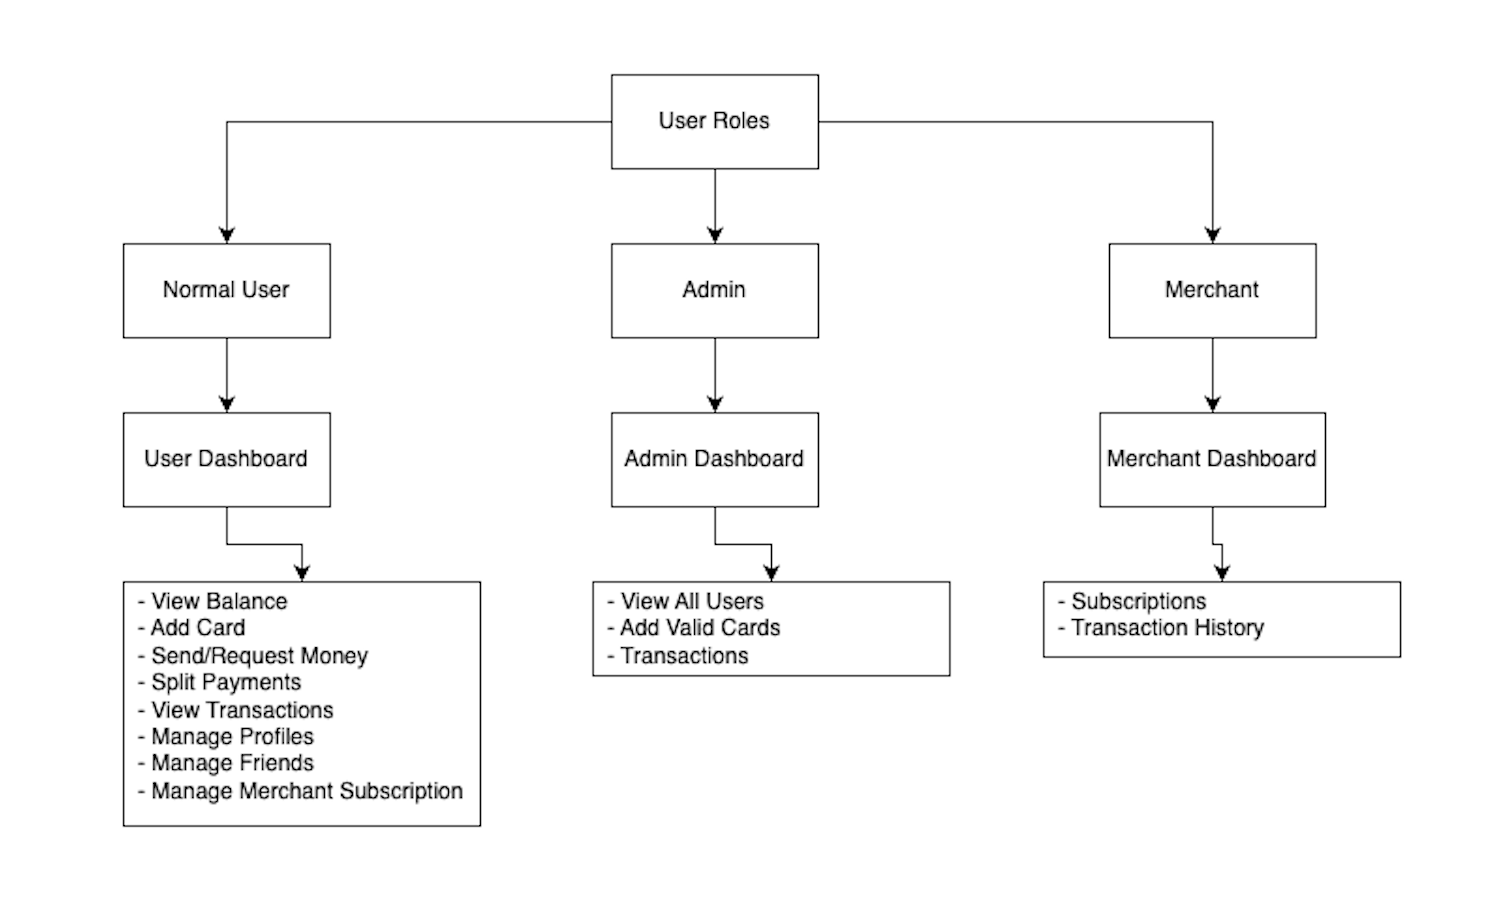 User Roles
Normal User
Admin
Merchant
User Dashboard
Admin Dashboard
Merchant Dashboard
- View Balance
- Add Card
- Send/Request Money
- Split Payments
- View Transactions
- Manage Profiles
- Manage Friends
- Manage Merchant Subscription
- View All Users
- Add Valid Cards
- Transactions
- Subscriptions
- Transaction History